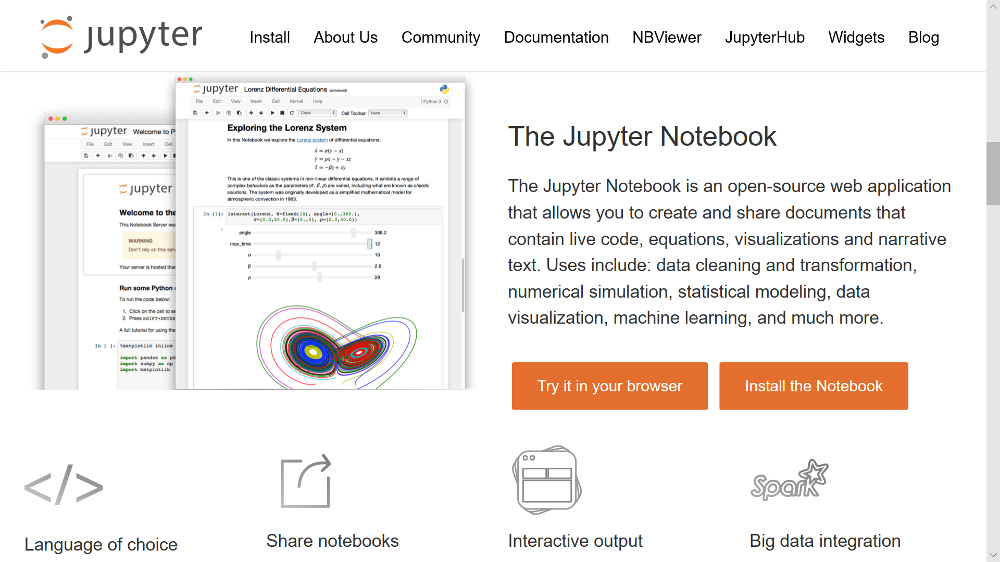 jupyter
Install About Us Community Documentation NBViewer JupyterHub Widgets Blog
jupyter Lorenz Differential Equations (autosaved)
File Edit View Insert Cell Kernel Help Python 3
Code Cell Toolbar: None
Exploring the Lorenz System
In this Notebook we explore the Lorenz system of differential equations:
ẋ = σ(y − x)
ẏ = ρx − y − xz
ż = −βz + xy
This is one of the classic systems in non-linear differential equations. It exhibits a range of
complex behaviors as the parameters (σ, β, ρ) are varied, including what are known as chaotic
solutions. The system was originally developed as a simplified mathematical model for
atmospheric convection in 1963.
In [7]: interact(Lorenz, N=fixed(10), angle=(0.,360.),
σ=(0.0,50.0),β=(0.,5), ρ=(0.0,50.0))
angle 308.2
max_time 12
σ 10
β 2.6
ρ 28
jupyter Welcome to P
File Edit View Insert Cell
jupyter
Welcome to the
This Notebook Server was
WARNING
Don't rely on this serv
Your server is hosted than
Run some Python
To run the code below:
1. Click on the cell to se
2. Press SHIFT+ENTER
A full tutorial for using the
In [ ]: %matplotlib inline
import pandas as pd
import numpy as np
import matplotlib
The Jupyter Notebook
The Jupyter Notebook is an open-source web application
that allows you to create and share documents that
contain live code, equations, visualizations and narrative
text. Uses include: data cleaning and transformation,
numerical simulation, statistical modeling, data
visualization, machine learning, and much more.
Try it in your browser Install the Notebook
</>
Spark
Language of choice
Share notebooks
Interactive output
Big data integration